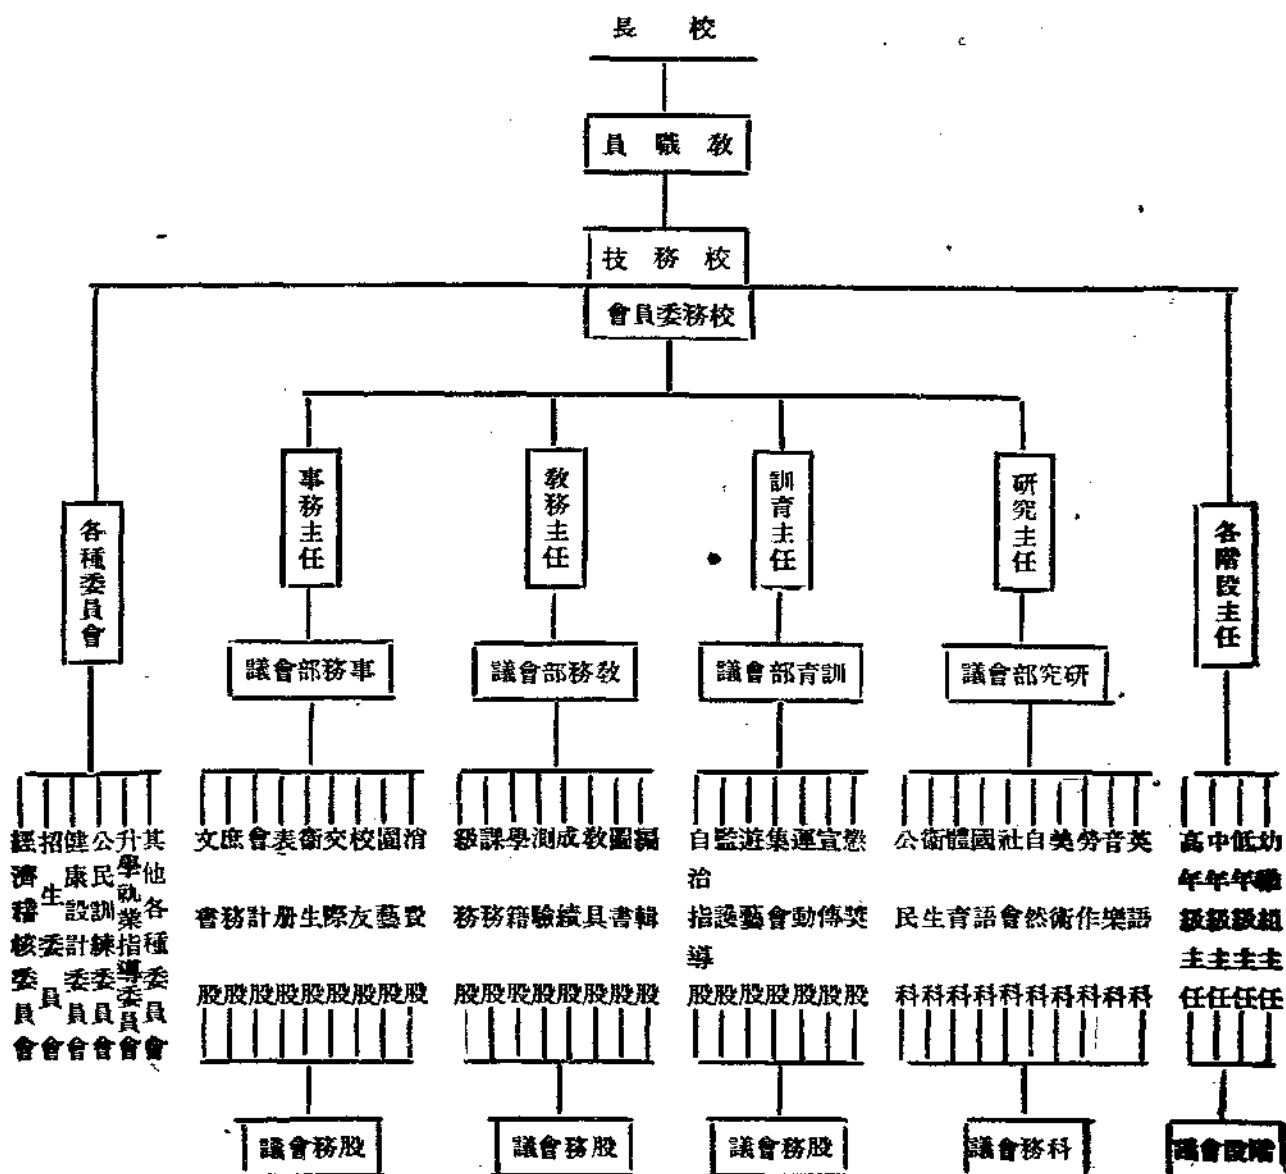 校長
教職員
校務技
校務委員會
各階段主任
研究主任
訓育主任
教務主任
事務主任
各種委員會
研究部會議
訓育部會議
教務部會議
事務部會議
幼稚組主任
低年級主任
中年級主任
高年級主任
英語科
音樂科
勞作科
美術科
自然科
社會科
國語科
體育科
衛生科
公民科
懲奬股
宣傳股
運動股
集會股
遊藝股
監護股
自治指導股
編輯股
圖書股
教具股
成績股
測驗股
學籍股
課務股
級務股
消費股
園藝股
校友股
交際股
衛生股
表册股
會計股
庶務股
文書股
其他各種委員會
升學就業指導委員會
公民訓練委員會
健康設計委員會
招生委員會
經濟稽核委員會
階段會議
科務會議
股務會議
股務會議
股務會議